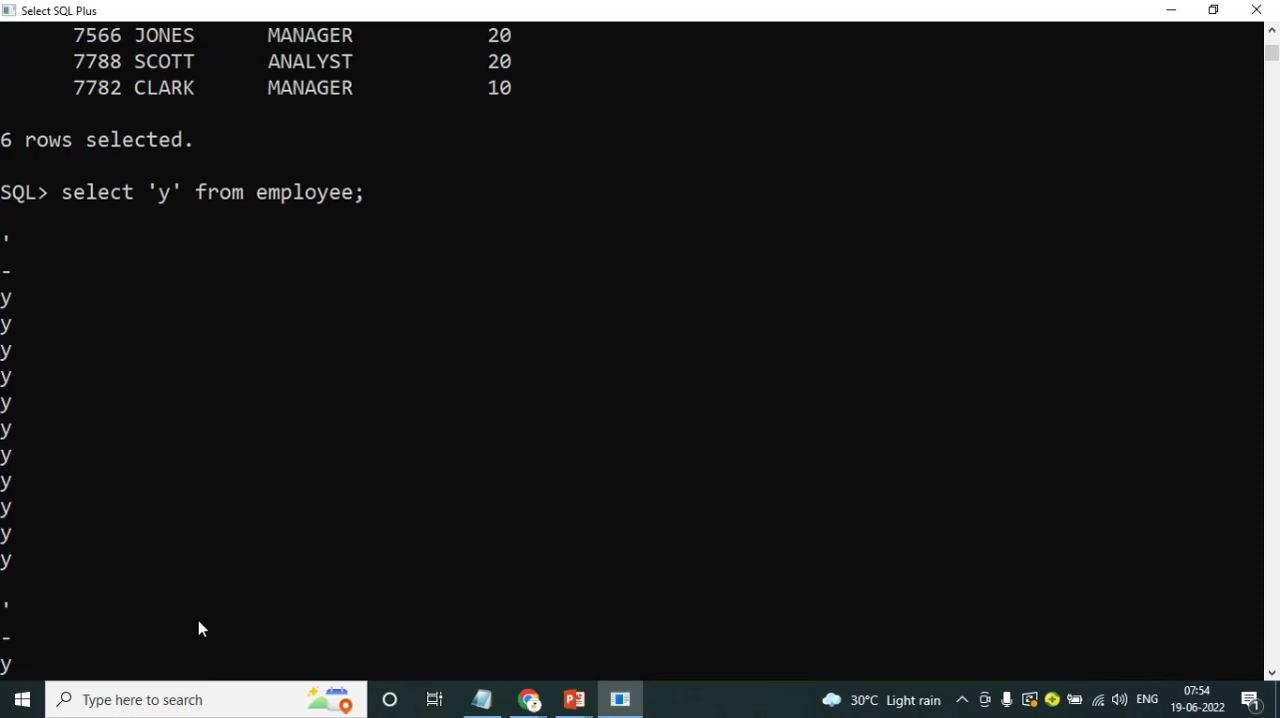 Select SQL Plus
7566 JONES MANAGER 20
7788 SCOTT ANALYST 20
7782 CLARK MANAGER 10
6 rows selected.
SQL> select 'y' from employee;
'
-
y
y
y
y
y
y
y
y
y
y
y
'
-
y
Type here to search
30°C Light rain
ENG
07:54
19-06-2022
1